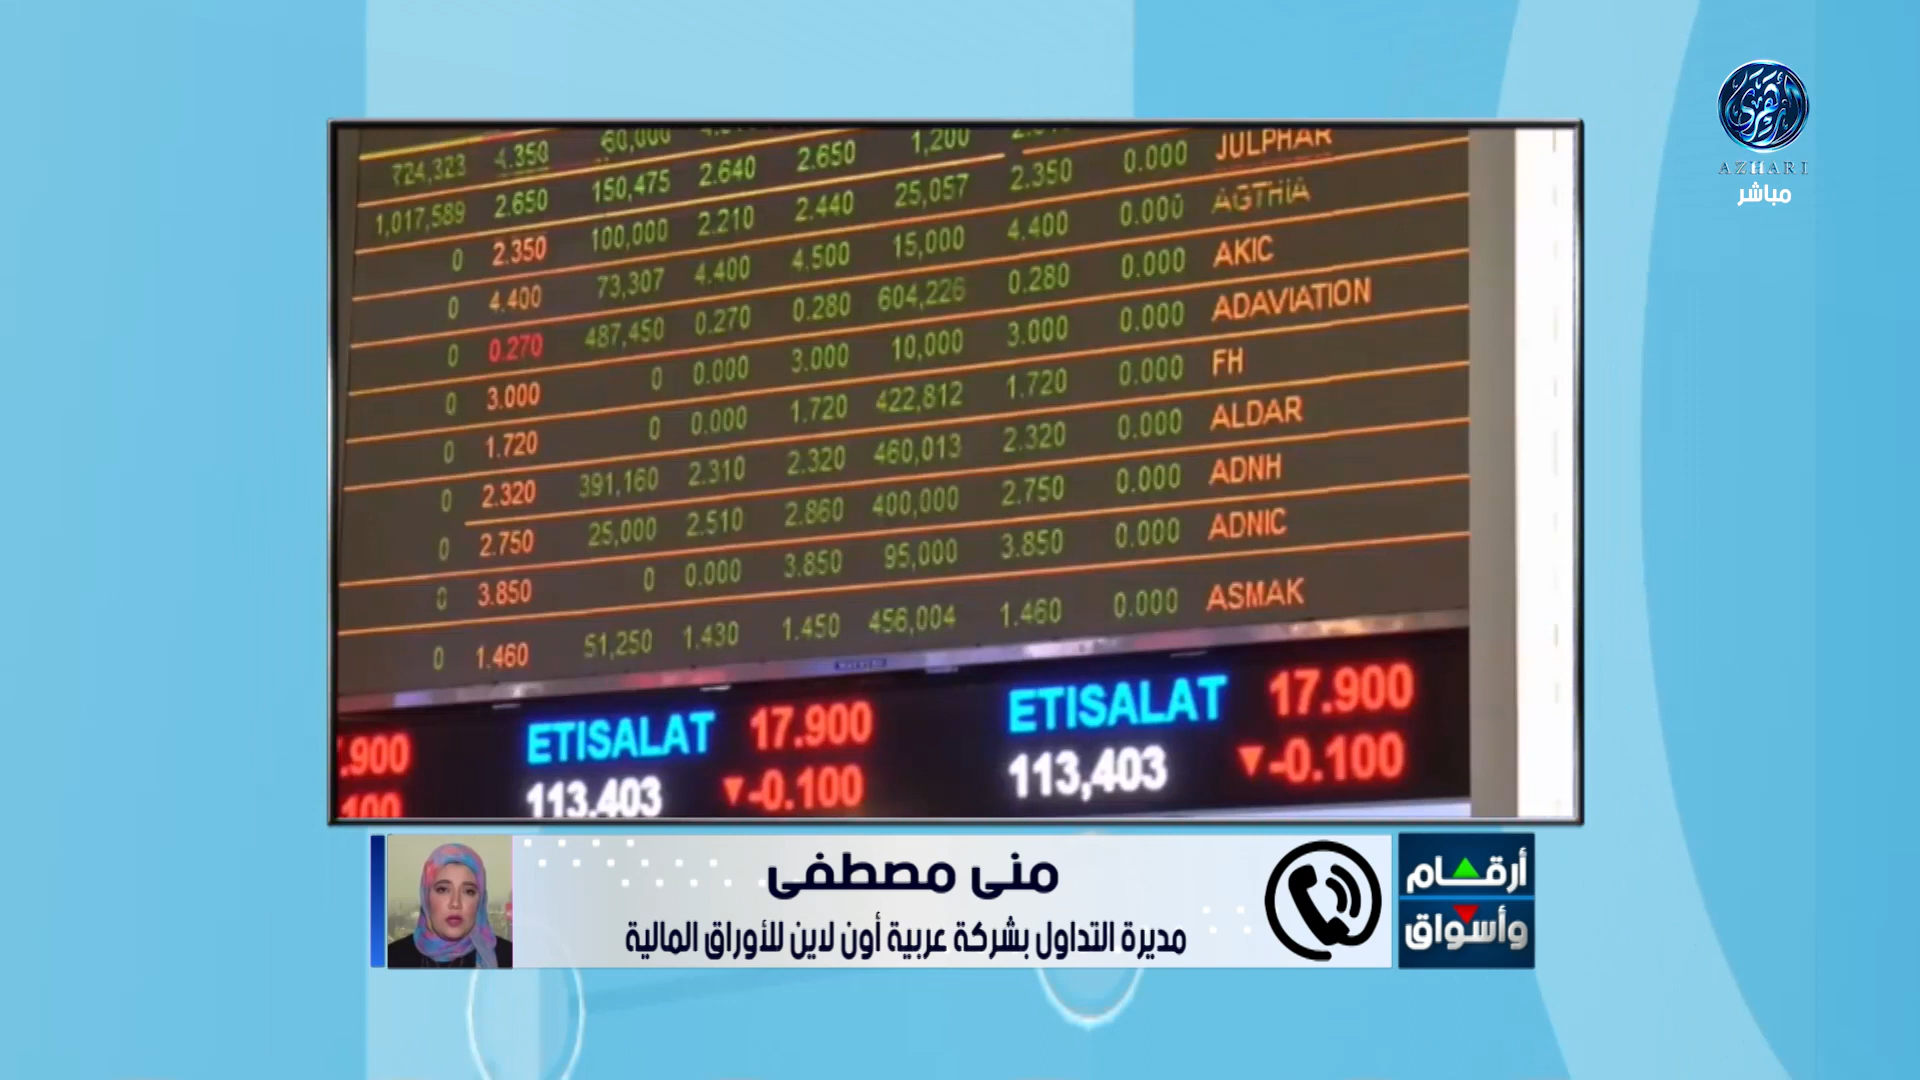 أزهري
AZHARI
مباشر
724,323 4.350 60,000 1,200 0.000 JULPHAR
1,017,589 2.650 150,475 2.640 2.650 25,057 2.350 0.000 AGTHIA
0 2.350 100,000 2.210 2.440 15,000 4.400 0.000 AKIC
0 4.400 73,307 4.400 4.500 604,226 0.280 0.000 ADAVIATION
0 0.270 487,450 0.270 0.280 10,000 3.000 0.000 FH
0 3.000 0 0.000 3.000 422,812 1.720 0.000 ALDAR
0 1.720 0 0.000 1.720 460,013 2.320 0.000 ADNH
0 2.320 391,160 2.310 2.320 400,000 2.750 0.000 ADNIC
0 2.750 25,000 2.510 2.860 95,000 3.850 0.000 ASMAK
0 3.850 0 0.000 3.850 456,004 1.460
0 1.460 51,250 1.430 1.450
.900 ETISALAT 17.900 ETISALAT 17.900
.100 113,403 ▼-0.100 113,403 ▼-0.100
منى مصطفى
مديرة التداول بشركة عربية أون لاين للأوراق المالية
أرقام
وأسواق